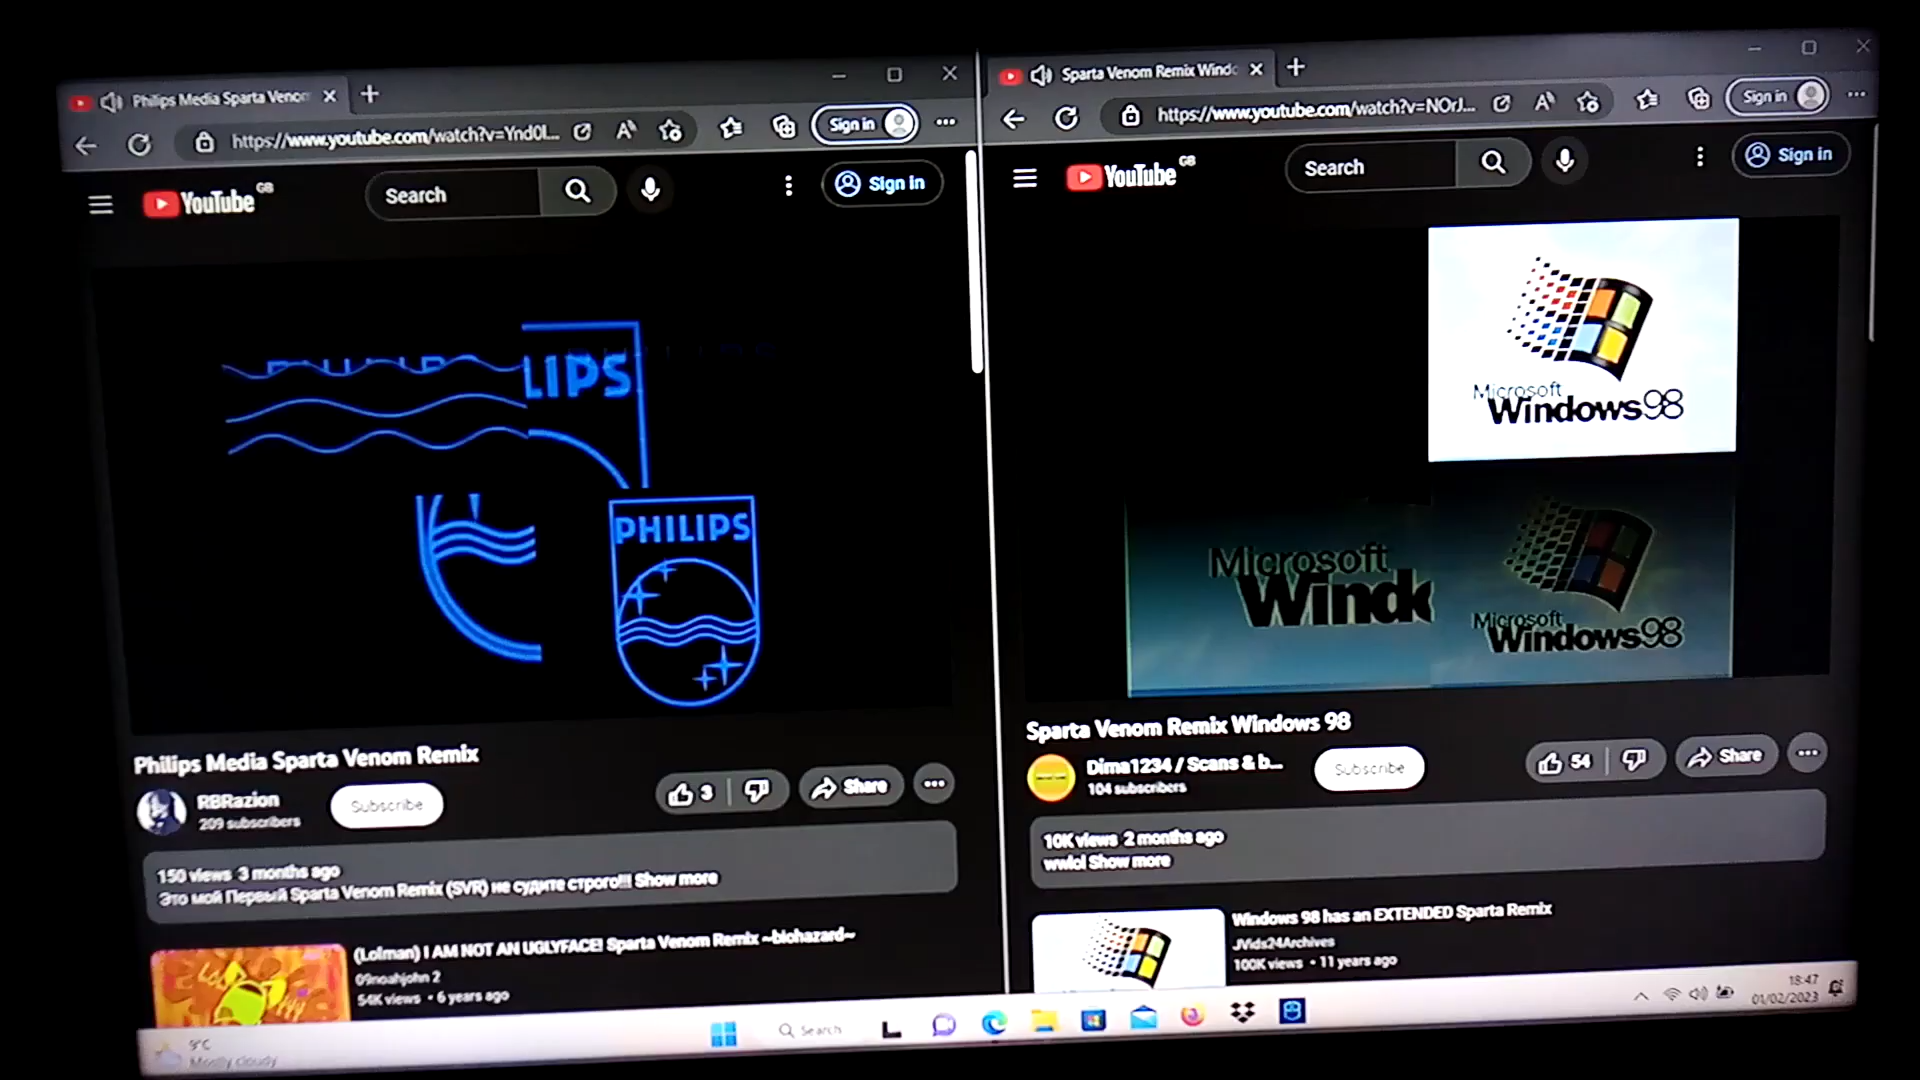 Philips Media Sparta Venom
https://www.youtube.com/watch?v=Ynd0l...
Sign in
YouTube GB
Search
Sign in
LIPS
PHILIPS
Philips Media Sparta Venom Remix
RBRazion
209 subscribers
Subscribe
3
Share
150 views 3 months ago
Это мой Первый Sparta Venom Remix (SVR) не судите строго!!! Show more
(Lolman) I AM NOT AN UGLYFACE! Sparta Venom Remix ~biohazard~
09noahjohn 2
54K views • 6 years ago
Sparta Venom Remix Windo
https://www.youtube.com/watch?v=NOrJ...
Sign in
YouTube GB
Search
Sign in
Microsoft
Windows98
Microsoft
Windo
Microsoft
Windows98
Sparta Venom Remix Windows 98
Dima1234 / Scans & b...
104 subscribers
Subscribe
54
Share
10K views 2 months ago
wwlol Show more
Windows 98 has an EXTENDED Sparta Remix
JVids24Archives
100K views • 11 years ago
9°C
Mostly cloudy
Search
18:47
01/02/2023